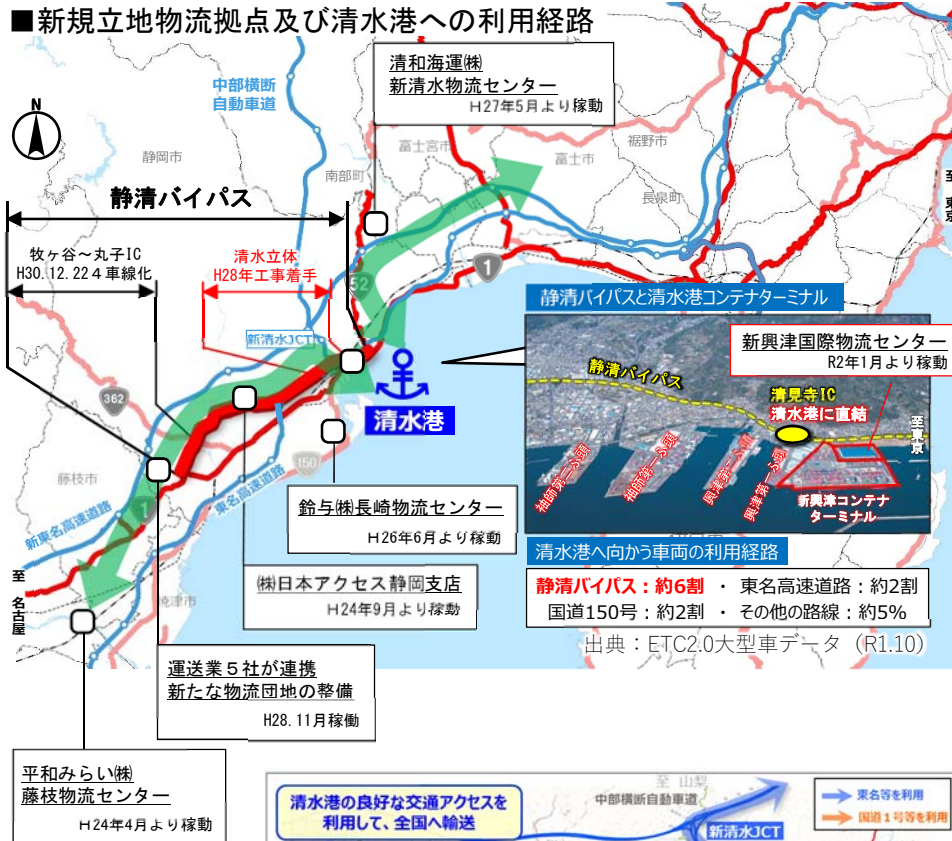 ■新規立地物流拠点及び清水港への利用経路
清和海運㈱
新清水物流センター
H27年5月より稼動
中部横断
自動車道
N
静岡市
南部町
富士宮市
富士市
裾野市
長泉町
至
東京
静清バイパス
牧ヶ谷～丸子IC
H30.12.22４車線化
清水立体
H28年工事着手
52
1
新清水JCT
静清バイパスと清水港コンテナターミナル
新興津国際物流センター
R2年1月より稼動
静清バイパス
清見寺IC
清水港に直結
至東京
袖師第一ふ頭
袖師第一ふ頭
興津第二ふ頭
興津第一ふ頭
新興津コンテナ
ターミナル
清水港
362
150
藤枝市
1
新東名高速道路
東名高速道路
焼津市
至
名古屋
鈴与㈱長崎物流センター
H26年6月より稼動
㈱日本アクセス静岡支店
H24年9月より稼動
清水港へ向かう車両の利用経路
静清バイパス：約6割 ・ 東名高速道路：約2割
国道150号：約2割 ・ その他の路線：約5%
出典：ETC2.0大型車データ（R1.10）
運送業５社が連携
新たな物流団地の整備
H28.11月稼働
平和みらい㈱
藤枝物流センター
H24年4月より稼動
清水港の良好な交通アクセスを
利用して、全国へ輸送
至 山梨
中部横断自動車道
新清水JCT
東名等を利用
国道１号等を利用